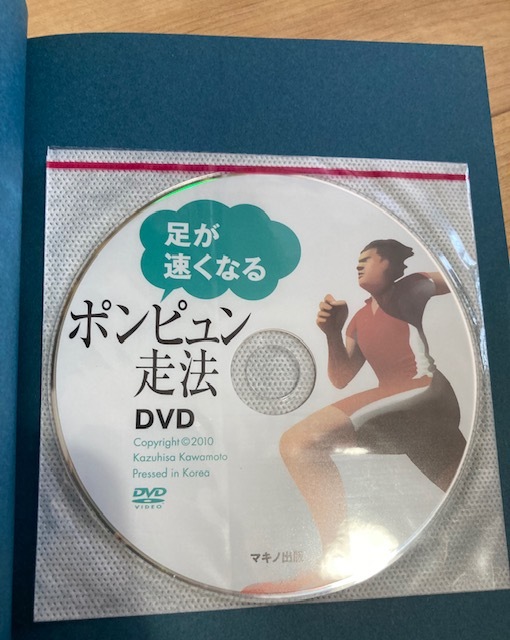 足が
速くなる
ポンピュン
走法
DVD
Copyright©2010
Kazuhisa Kawamoto
Pressed in Korea
DVD
VIDEO
マキノ出版